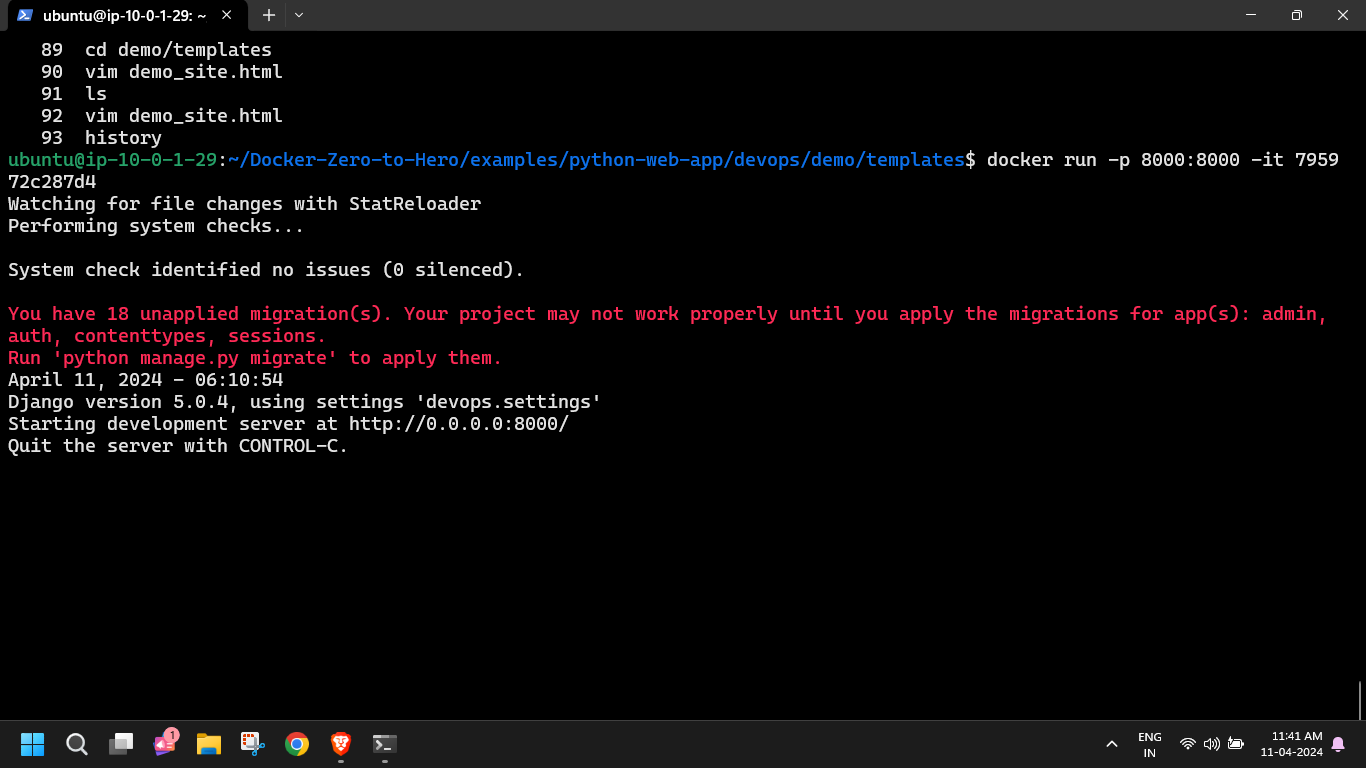 ubuntu@ip-10-0-1-29: ~
89 cd demo/templates
90 vim demo_site.html
91 ls
92 vim demo_site.html
93 history
ubuntu@ip-10-0-1-29:~/Docker-Zero-to-Hero/examples/python-web-app/devops/demo/templates$ docker run -p 8000:8000 -it 7959
72c287d4
Watching for file changes with StatReloader
Performing system checks...
System check identified no issues (0 silenced).
You have 18 unapplied migration(s). Your project may not work properly until you apply the migrations for app(s): admin,
auth, contenttypes, sessions.
Run 'python manage.py migrate' to apply them.
April 11, 2024 - 06:10:54
Django version 5.0.4, using settings 'devops.settings'
Starting development server at http://0.0.0.0:8000/
Quit the server with CONTROL-C.
1
ENG
IN
11:41 AM
11-04-2024